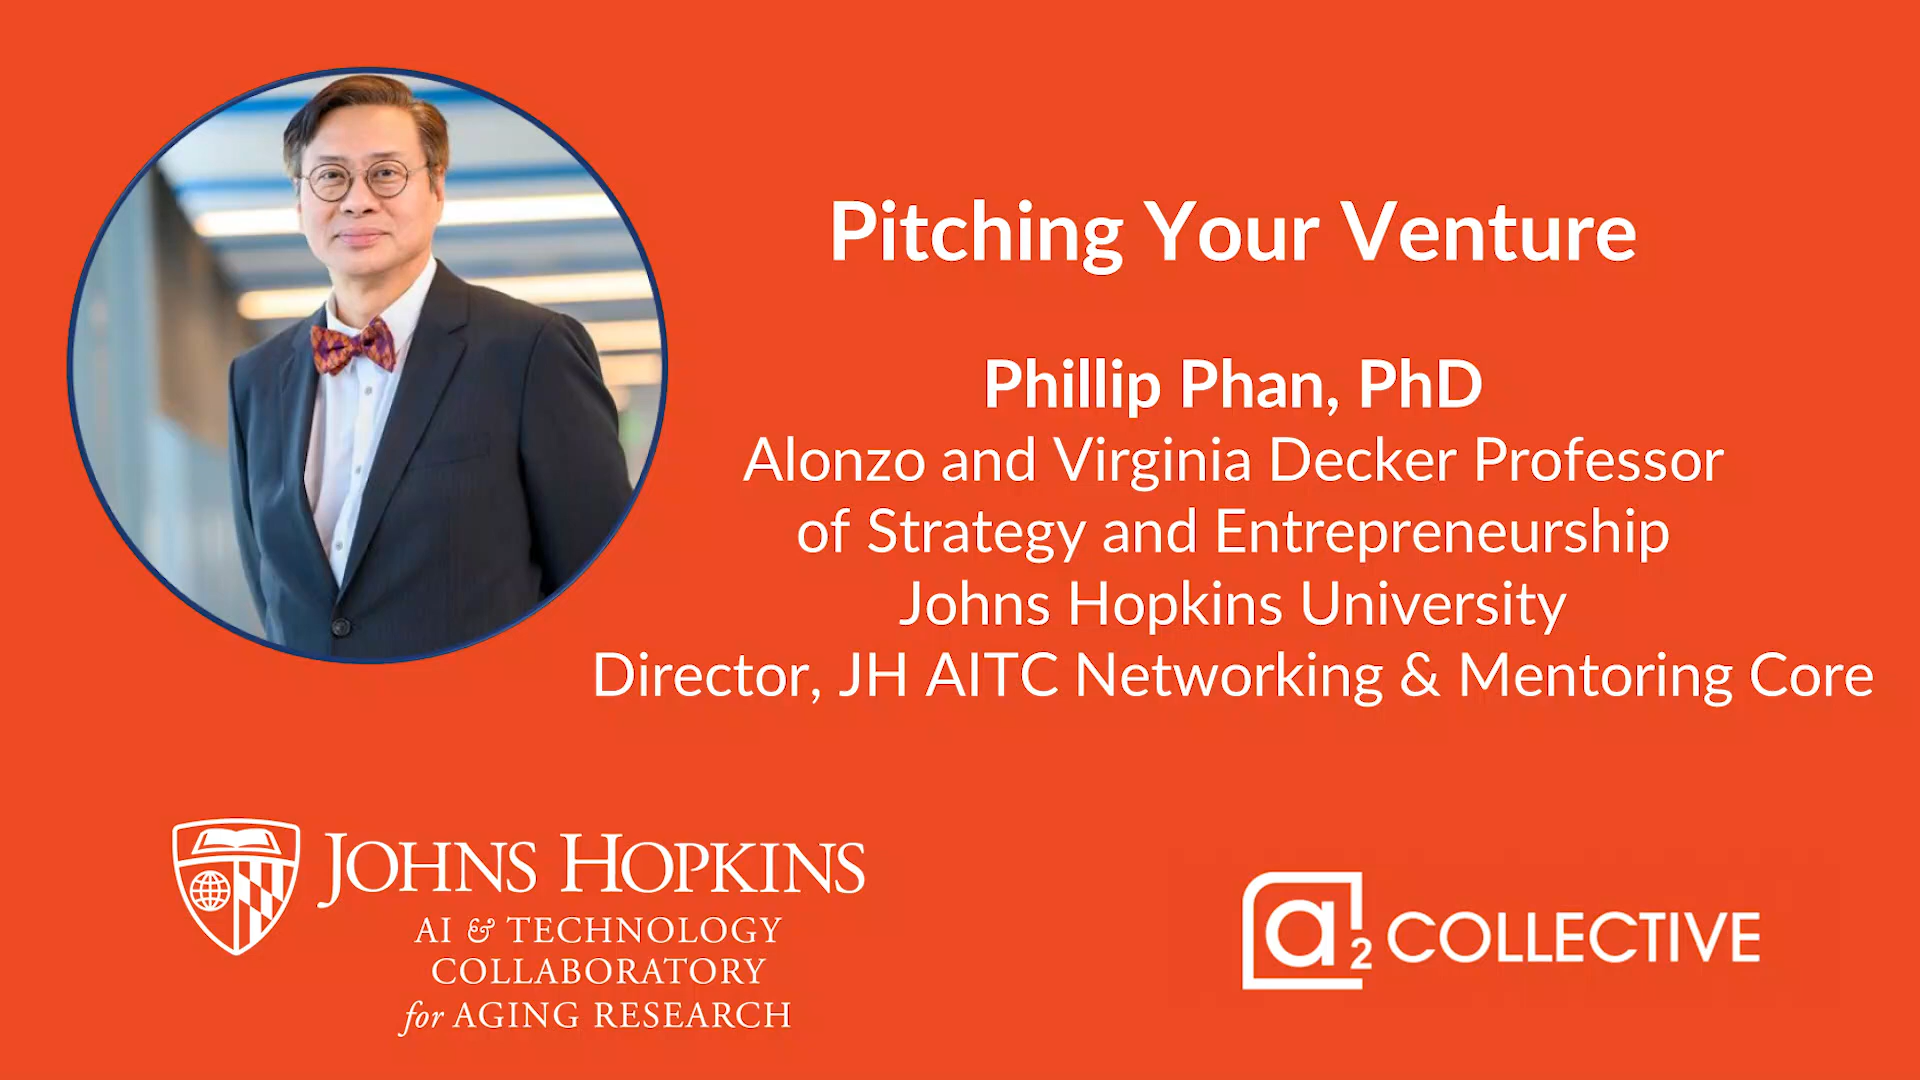 Pitching Your Venture
Phillip Phan, PhD
Alonzo and Virginia Decker Professor
of Strategy and Entrepreneurship
Johns Hopkins University
Director, JH AITC Networking & Mentoring Core
JOHNS HOPKINS
AI & TECHNOLOGY
COLLABORATORY
for AGING RESEARCH
a2 COLLECTIVE